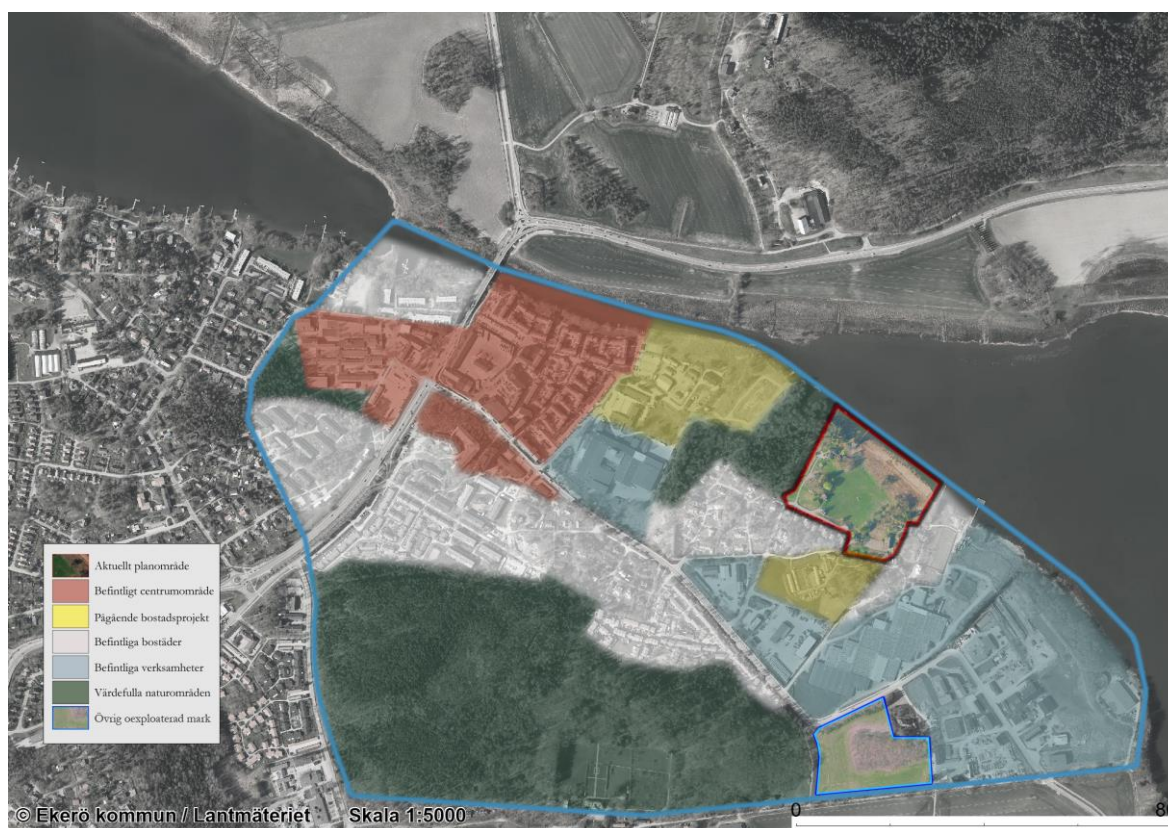 Aktuellt planområde
Befintligt centrumområde
Pågående bostadsprojekt
Befintliga bostäder
Befintliga verksamheter
Värdefulla naturområden
Övrig oexploaterad mark
© Ekerö kommun / Lantmäteriet Skala 1:5000
0 8